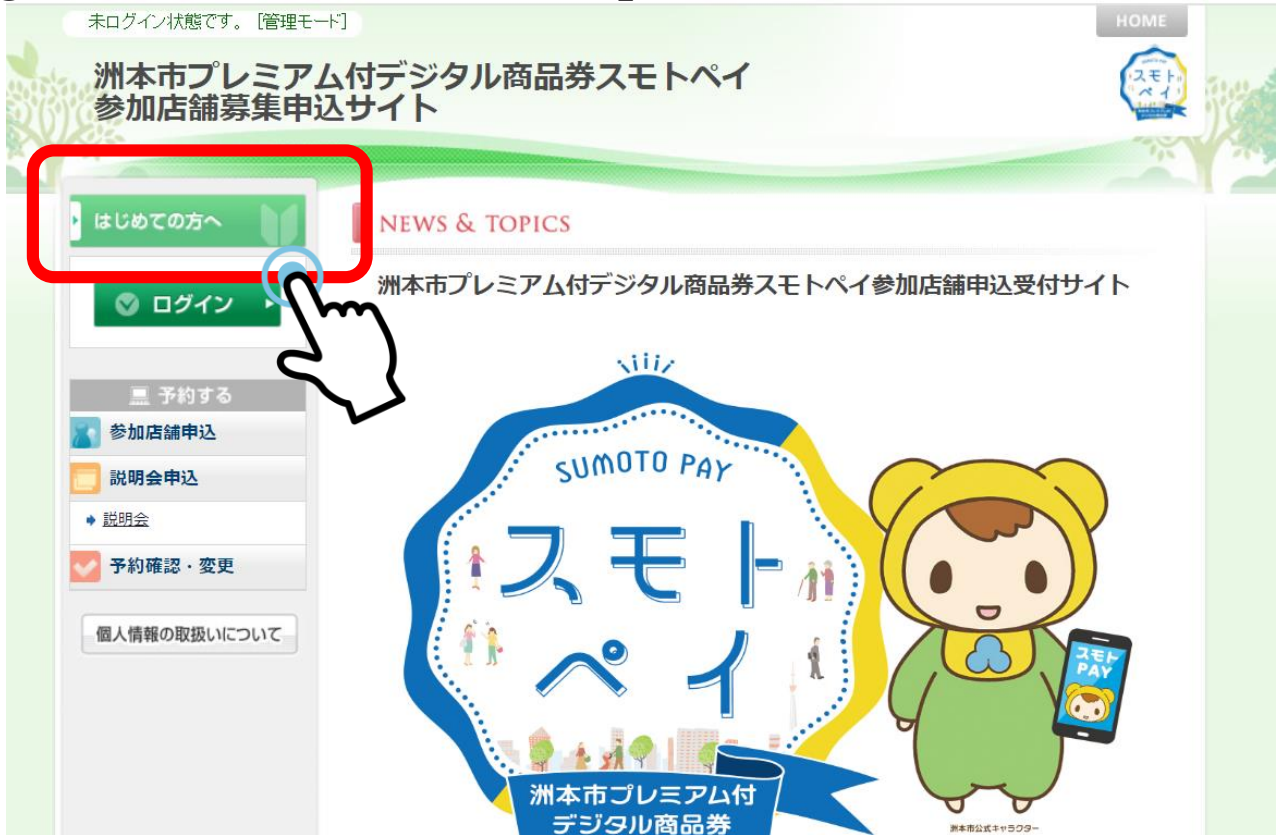 未ログイン状態です。 [管理モード]
HOME
洲本市プレミアム付デジタル商品券スモトペイ
参加店舗募集申込サイト
スモト
ペイ
はじめての方へ
ログイン
予約する
参加店舗申込
説明会申込
説明会
予約確認・変更
個人情報の取扱いについて
NEWS & TOPICS
洲本市プレミアム付デジタル商品券スモトペイ参加店舗申込受付サイト
SUMOTO PAY
スモト
ペイ
洲本市プレミアム付
デジタル商品券
スモト
PAY
洲本市公式キャラクター